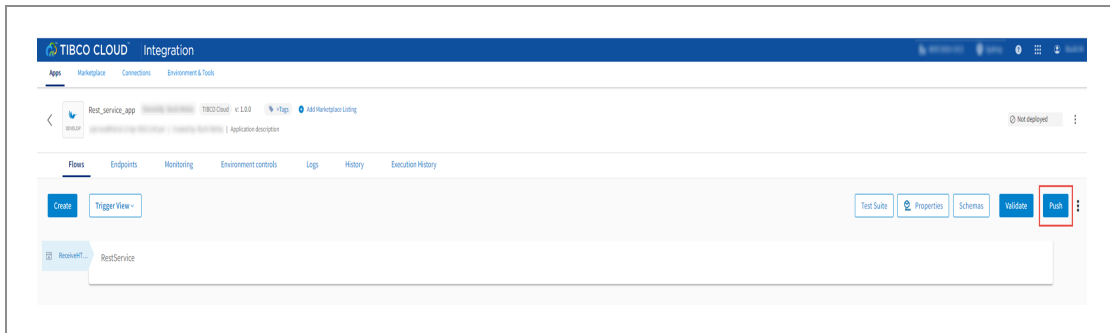 TIBCO CLOUD™ Integration
Apps Marketplace Connections Environment & Tools
Rest_service_app TIBCO Cloud v: 1.0.0 +Tags Add Marketplace Listing
DEVELOP | Application description
Not deployed
Flows Endpoints Monitoring Environment controls Logs History Execution History
Create Trigger View Test Suite Properties Schemas Validate Push
ReceiveHT... RestService